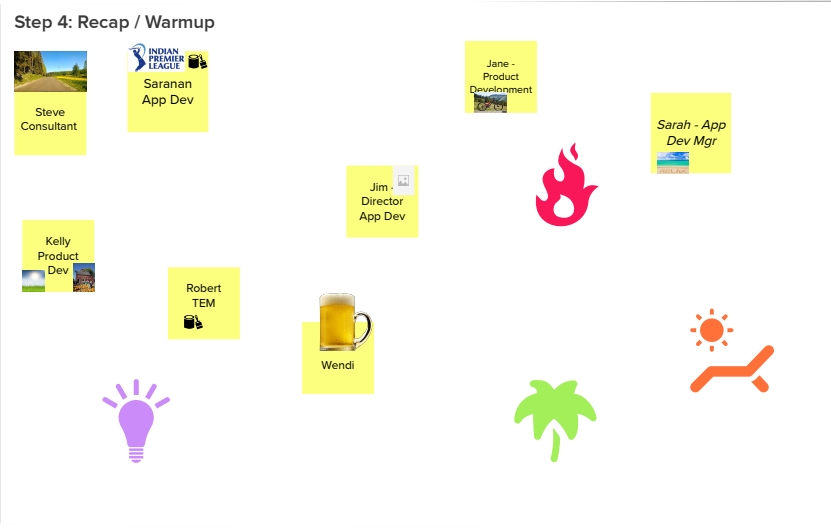 Step 4: Recap / Warmup
INDIAN
PREMIER
LEAGUE
Saranan
App Dev
Steve
Consultant
Jane -
Product
Development
Sarah - App
Dev Mgr
RELAX
Jim -
Director
App Dev
Kelly
Product
Dev
Robert
TEM
Wendi